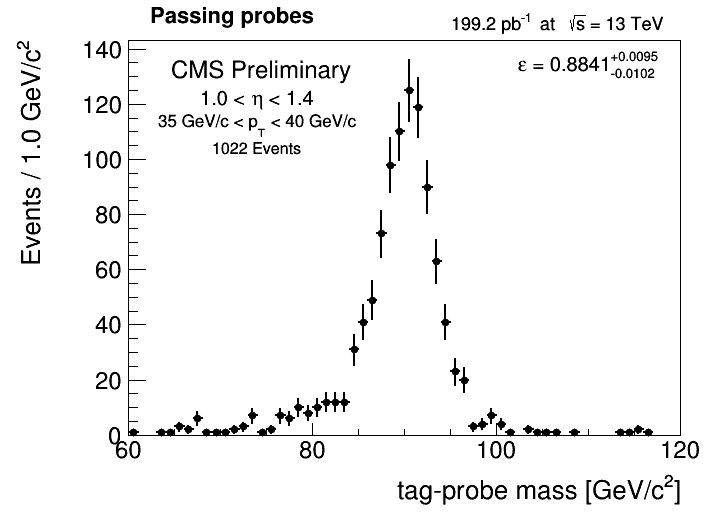 Passing probes
199.2 pb⁻¹ at √s = 13 TeV
CMS Preliminary
1.0 < η < 1.4
35 GeV/c < p_T < 40 GeV/c
1022 Events
ε = 0.8841 +0.0095 -0.0102
Events / 1.0 GeV/c²
140
120
100
80
60
40
20
0
60 80 100 120
tag-probe mass [GeV/c²]